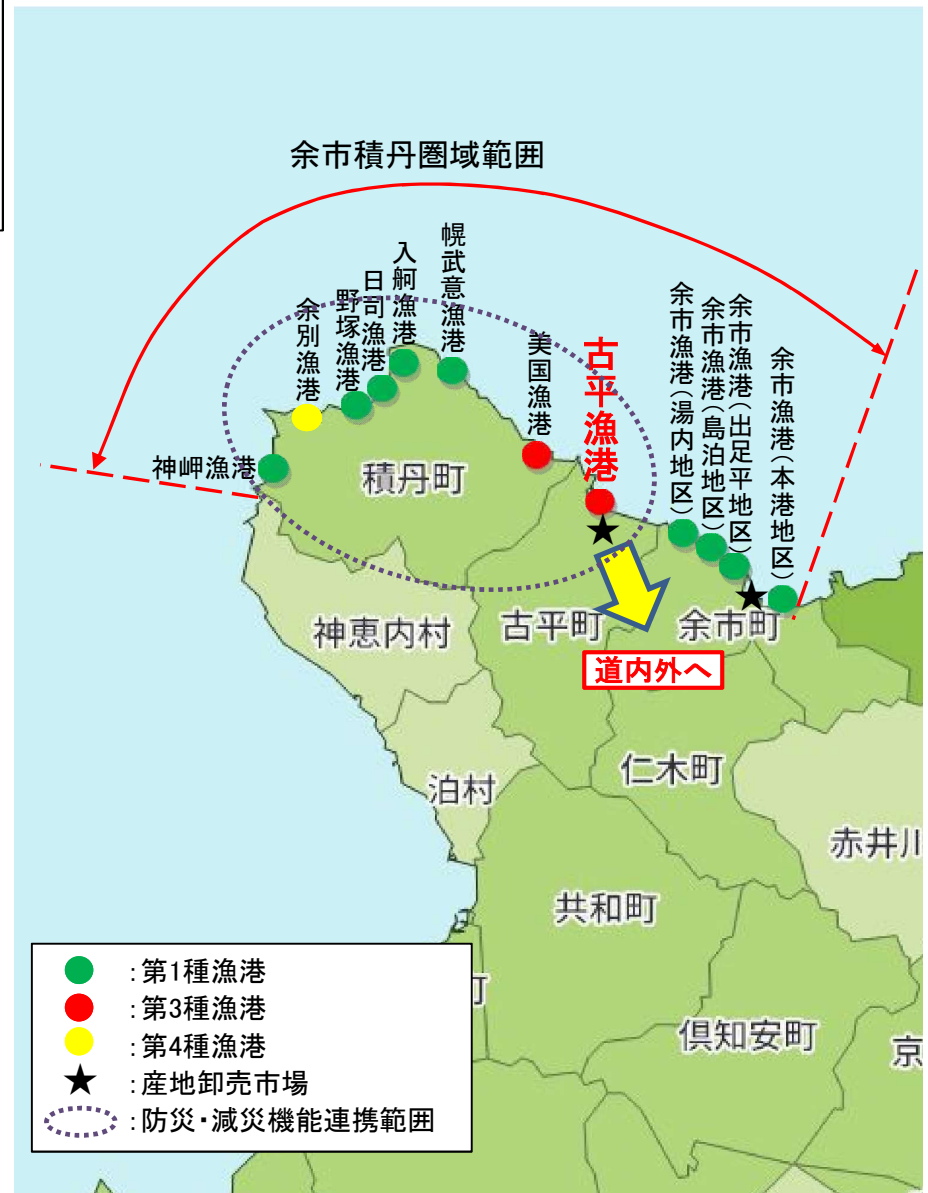 余市積丹圏域範囲
神岬漁港
余別漁港
野塚漁港
日司漁港
入舸漁港
幌武意漁港
美国漁港
古平漁港
余市漁港(湯内地区)
余市漁港(島泊地区)
余市漁港(出足平地区)
余市漁港(本港地区)
積丹町
神恵内村
古平町
余市町
道内外へ
泊村
仁木町
赤井川
共和町
町
倶知安町
京
:第1種漁港
:第3種漁港
:第4種漁港
:産地卸売市場
:防災・減災機能連携範囲